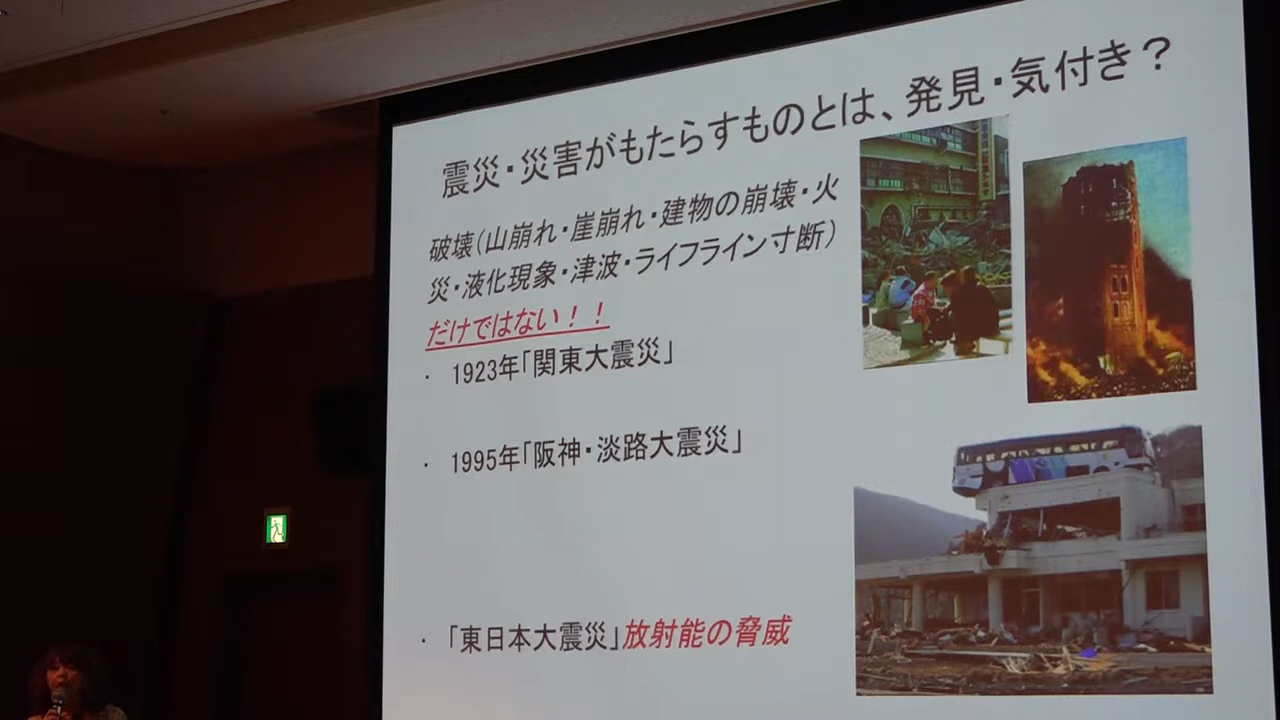 震災・災害がもたらすものとは、発見・気付き？
破壊（山崩れ・崖崩れ・建物の崩壊・火
災・液化現象・津波・ライフライン寸断）
だけではない！！
・ 1923年「関東大震災」
・ 1995年「阪神・淡路大震災」
・ 「東日本大震災」放射能の脅威